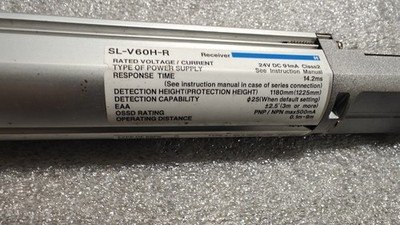 SL-V60H-R Receiver H
RATED VOLTAGE / CURRENT 24V DC 91mA Class2
TYPE OF POWER SUPPLY See Instruction Manual
RESPONSE TIME 14.2ms
(See instruction manual in case of series connection)
DETECTION HEIGHT(PROTECTION HEIGHT) 1180mm(1225mm)
DETECTION CAPABILITY φ25(When default setting)
EAA ±2.5 (3m or more)
OSSD RATING PNP / NPN max500mA
OPERATING DISTANCE 0.1m-9m